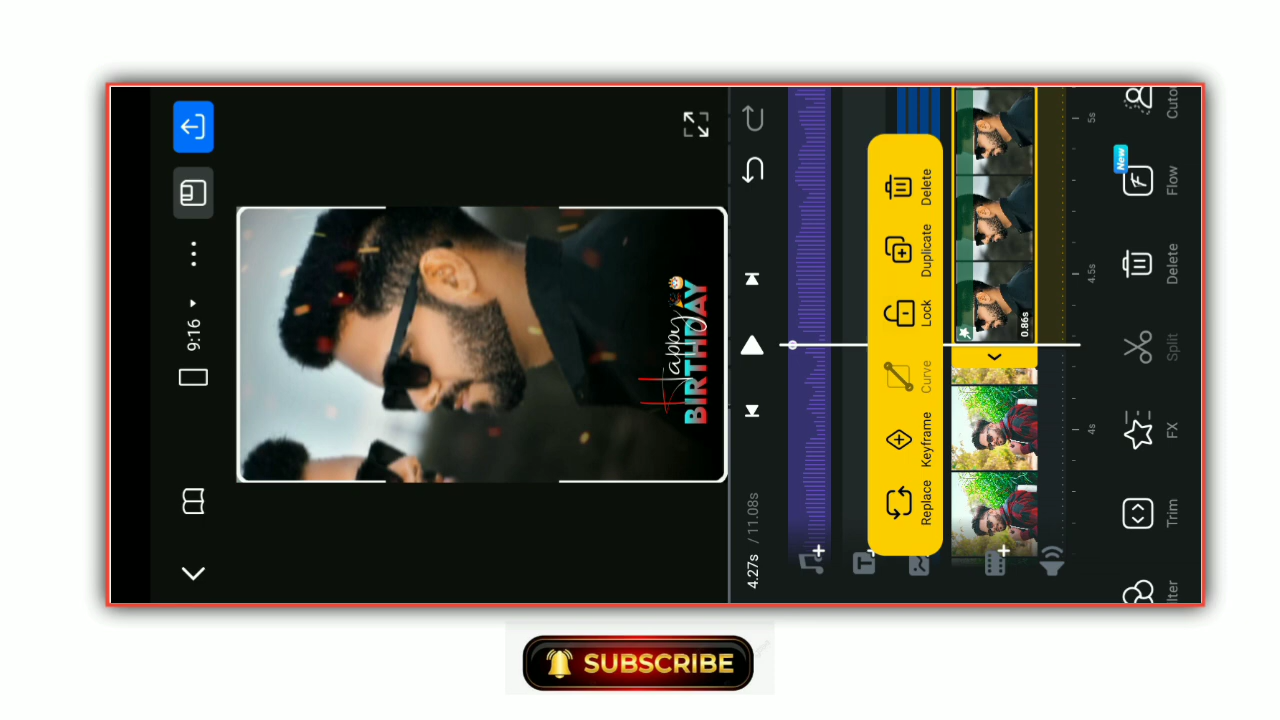 9:16
Happy
BIRTHDAY
4.27s / 11.08s
Replace
Keyframe
Curve
Lock
Duplicate
Delete
0.86s
4s
4.5s
5s
Trim
FX
Split
Delete
Flow
New
SUBSCRIBE